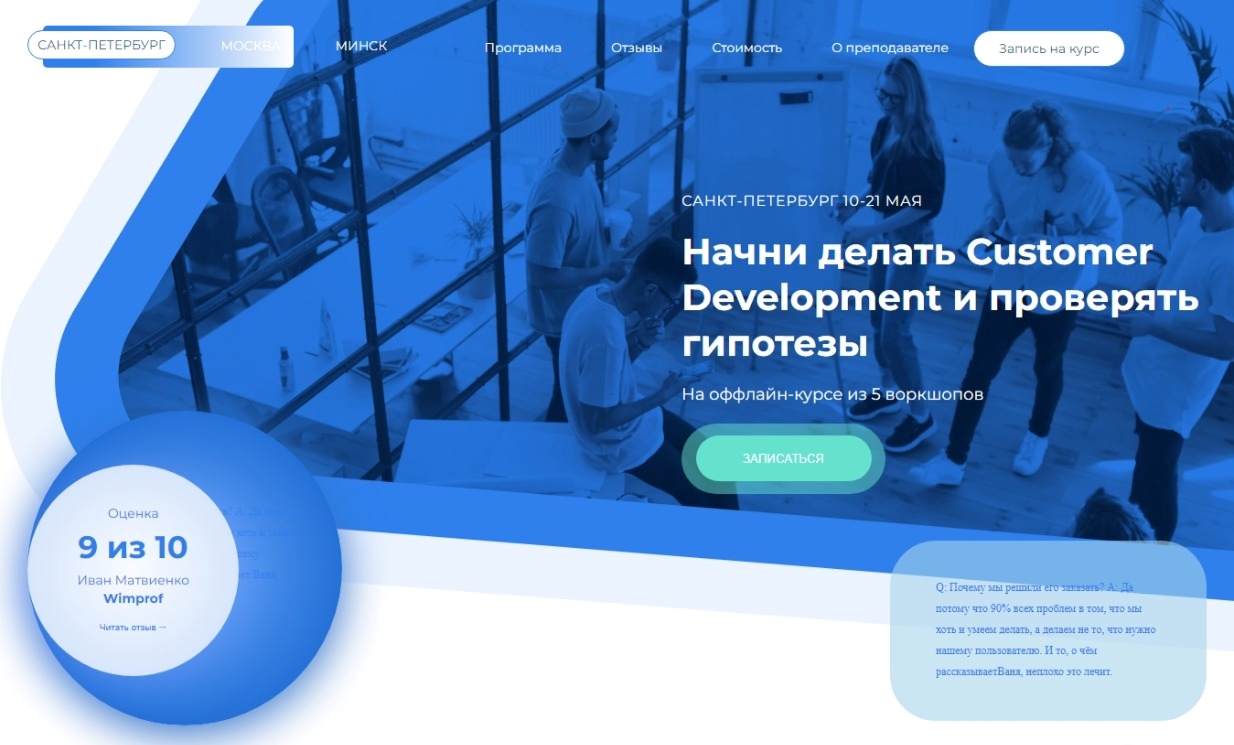 САНКТ-ПЕТЕРБУРГ МОСКВА МИНСК Программа Отзывы Стоимость О преподавателе Запись на курс
САНКТ-ПЕТЕРБУРГ 10-21 МАЯ
Начни делать Customer
Development и проверять
гипотезы
На оффлайн-курсе из 5 воркшопов
ЗАПИСАТЬСЯ
Оценка
9 из 10
Иван Матвиенко
Wimprof
Читать отзыв →
Q: Почему мы решили его заказать? А: Да
потому что 90% всех проблем в том, что мы
хоть и умеем делать, а делаем не то, что нужно
нашему пользователю. И то, о чём
рассказываетВаня, неплохо это лечит.